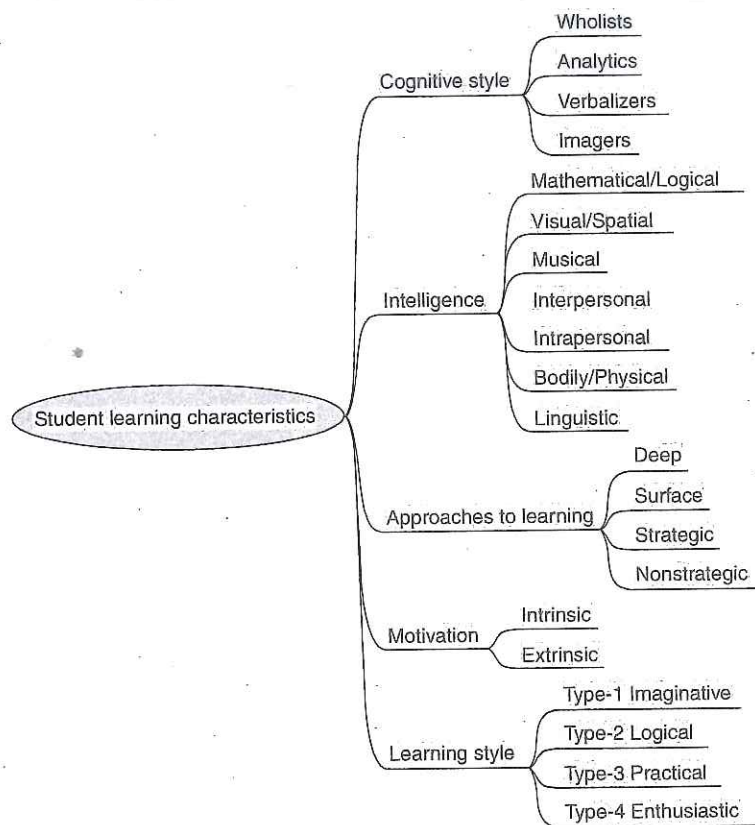 Student learning characteristics
Cognitive style
Wholists
Analytics
Verbalizers
Imagers
Intelligence
Mathematical/Logical
Visual/Spatial
Musical
Interpersonal
Intrapersonal
Bodily/Physical
Linguistic
Approaches to learning
Deep
Surface
Strategic
Nonstrategic
Motivation
Intrinsic
Extrinsic
Learning style
Type-1 Imaginative
Type-2 Logical
Type-3 Practical
Type-4 Enthusiastic